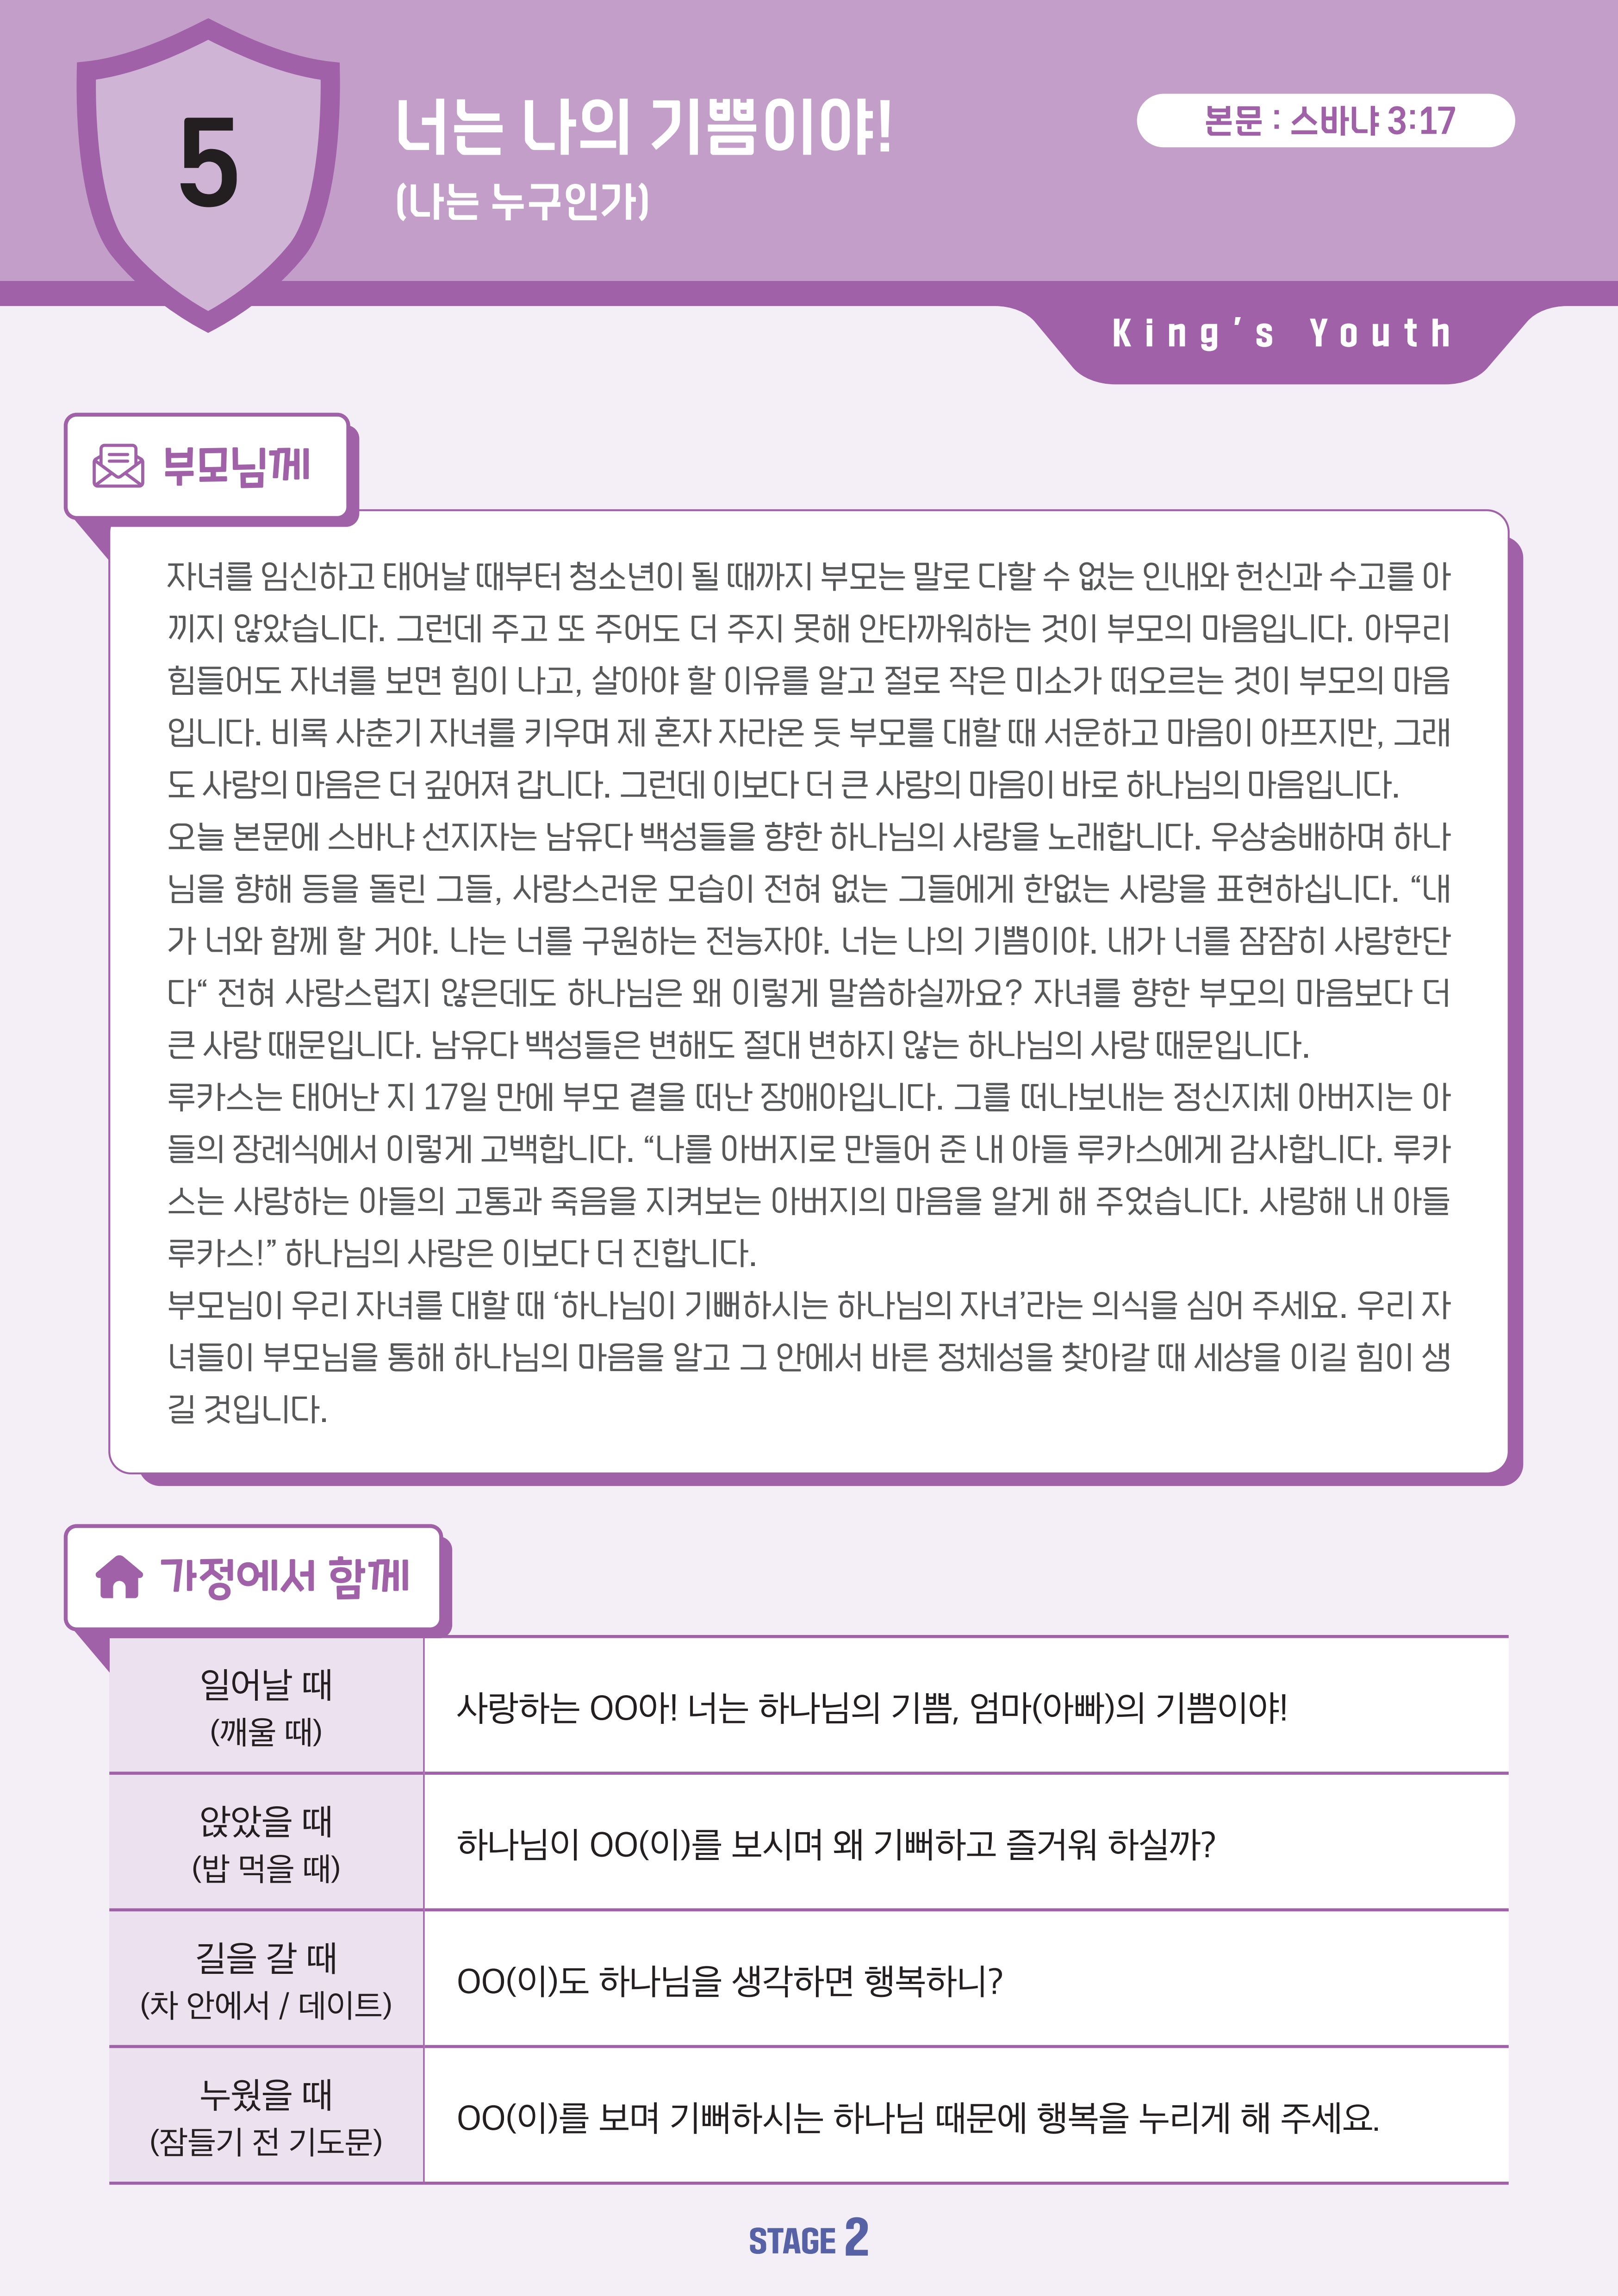 5
너는 나의 기쁨이야!
(나는 누구인가)
본문 : 스바냐 3:17
King's Youth
부모님께
자녀를 임신하고 태어날 때부터 청소년이 될 때까지 부모는 말로 다할 수 없는 인내와 헌신과 수고를 아
끼지 않았습니다. 그런데 주고 또 주어도 더 주지 못해 안타까워하는 것이 부모의 마음입니다. 아무리
힘들어도 자녀를 보면 힘이 나고, 살아야 할 이유를 알고 절로 작은 미소가 떠오르는 것이 부모의 마음
입니다. 비록 사춘기 자녀를 키우며 제 혼자 자라온 듯 부모를 대할 때 서운하고 마음이 아프지만, 그래
도 사랑의 마음은 더 깊어져 갑니다. 그런데 이보다 더 큰 사랑의 마음이 바로 하나님의 마음입니다.
오늘 본문에 스바냐 선지자는 남유다 백성들을 향한 하나님의 사랑을 노래합니다. 우상숭배하며 하나
님을 향해 등을 돌린 그들, 사랑스러운 모습이 전혀 없는 그들에게 한없는 사랑을 표현하십니다. “내
가 너와 함께 할 거야. 나는 너를 구원하는 전능자야. 너는 나의 기쁨이야. 내가 너를 잠잠히 사랑한단
다“ 전혀 사랑스럽지 않은데도 하나님은 왜 이렇게 말씀하실까요? 자녀를 향한 부모의 마음보다 더
큰 사랑 때문입니다. 남유다 백성들은 변해도 절대 변하지 않는 하나님의 사랑 때문입니다.
루카스는 태어난 지 17일 만에 부모 곁을 떠난 장애아입니다. 그를 떠나보내는 정신지체 아버지는 아
들의 장례식에서 이렇게 고백합니다. “나를 아버지로 만들어 준 내 아들 루카스에게 감사합니다. 루카
스는 사랑하는 아들의 고통과 죽음을 지켜보는 아버지의 마음을 알게 해 주었습니다. 사랑해 내 아들
루카스!” 하나님의 사랑은 이보다 더 진합니다.
부모님이 우리 자녀를 대할 때 ‘하나님이 기뻐하시는 하나님의 자녀’라는 의식을 심어 주세요. 우리 자
녀들이 부모님을 통해 하나님의 마음을 알고 그 안에서 바른 정체성을 찾아갈 때 세상을 이길 힘이 생
길 것입니다.
가정에서 함께
일어날 때
(깨울 때)
사랑하는 OO아! 너는 하나님의 기쁨, 엄마(아빠)의 기쁨이야!
앉았을 때
(밥 먹을 때)
하나님이 OO(이)를 보시며 왜 기뻐하고 즐거워 하실까?
길을 갈 때
(차 안에서 / 데이트)
OO(이)도 하나님을 생각하면 행복하니?
누웠을 때
(잠들기 전 기도문)
OO(이)를 보며 기뻐하시는 하나님 때문에 행복을 누리게 해 주세요.
STAGE 2